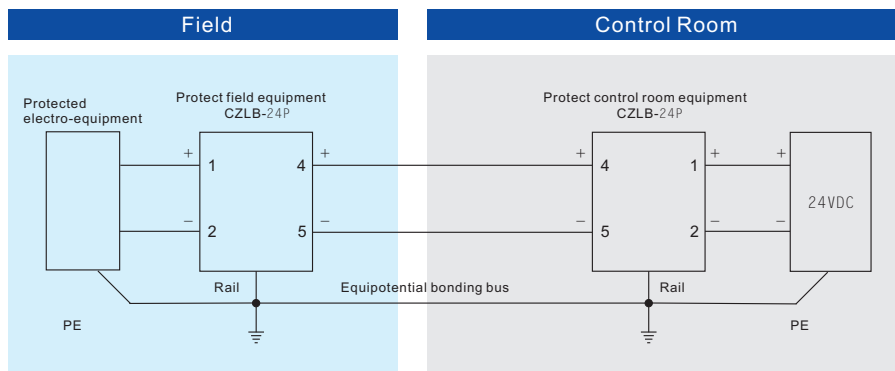 Field
Control Room
Protected
electro-equipment
Protect field equipment
CZLB-24P
Protect control room equipment
CZLB-24P
+ 1 4 + + 4 1 + +
24VDC
− 2 5 − − 5 2 − −
Rail
Equipotential bonding bus
Rail
PE
PE